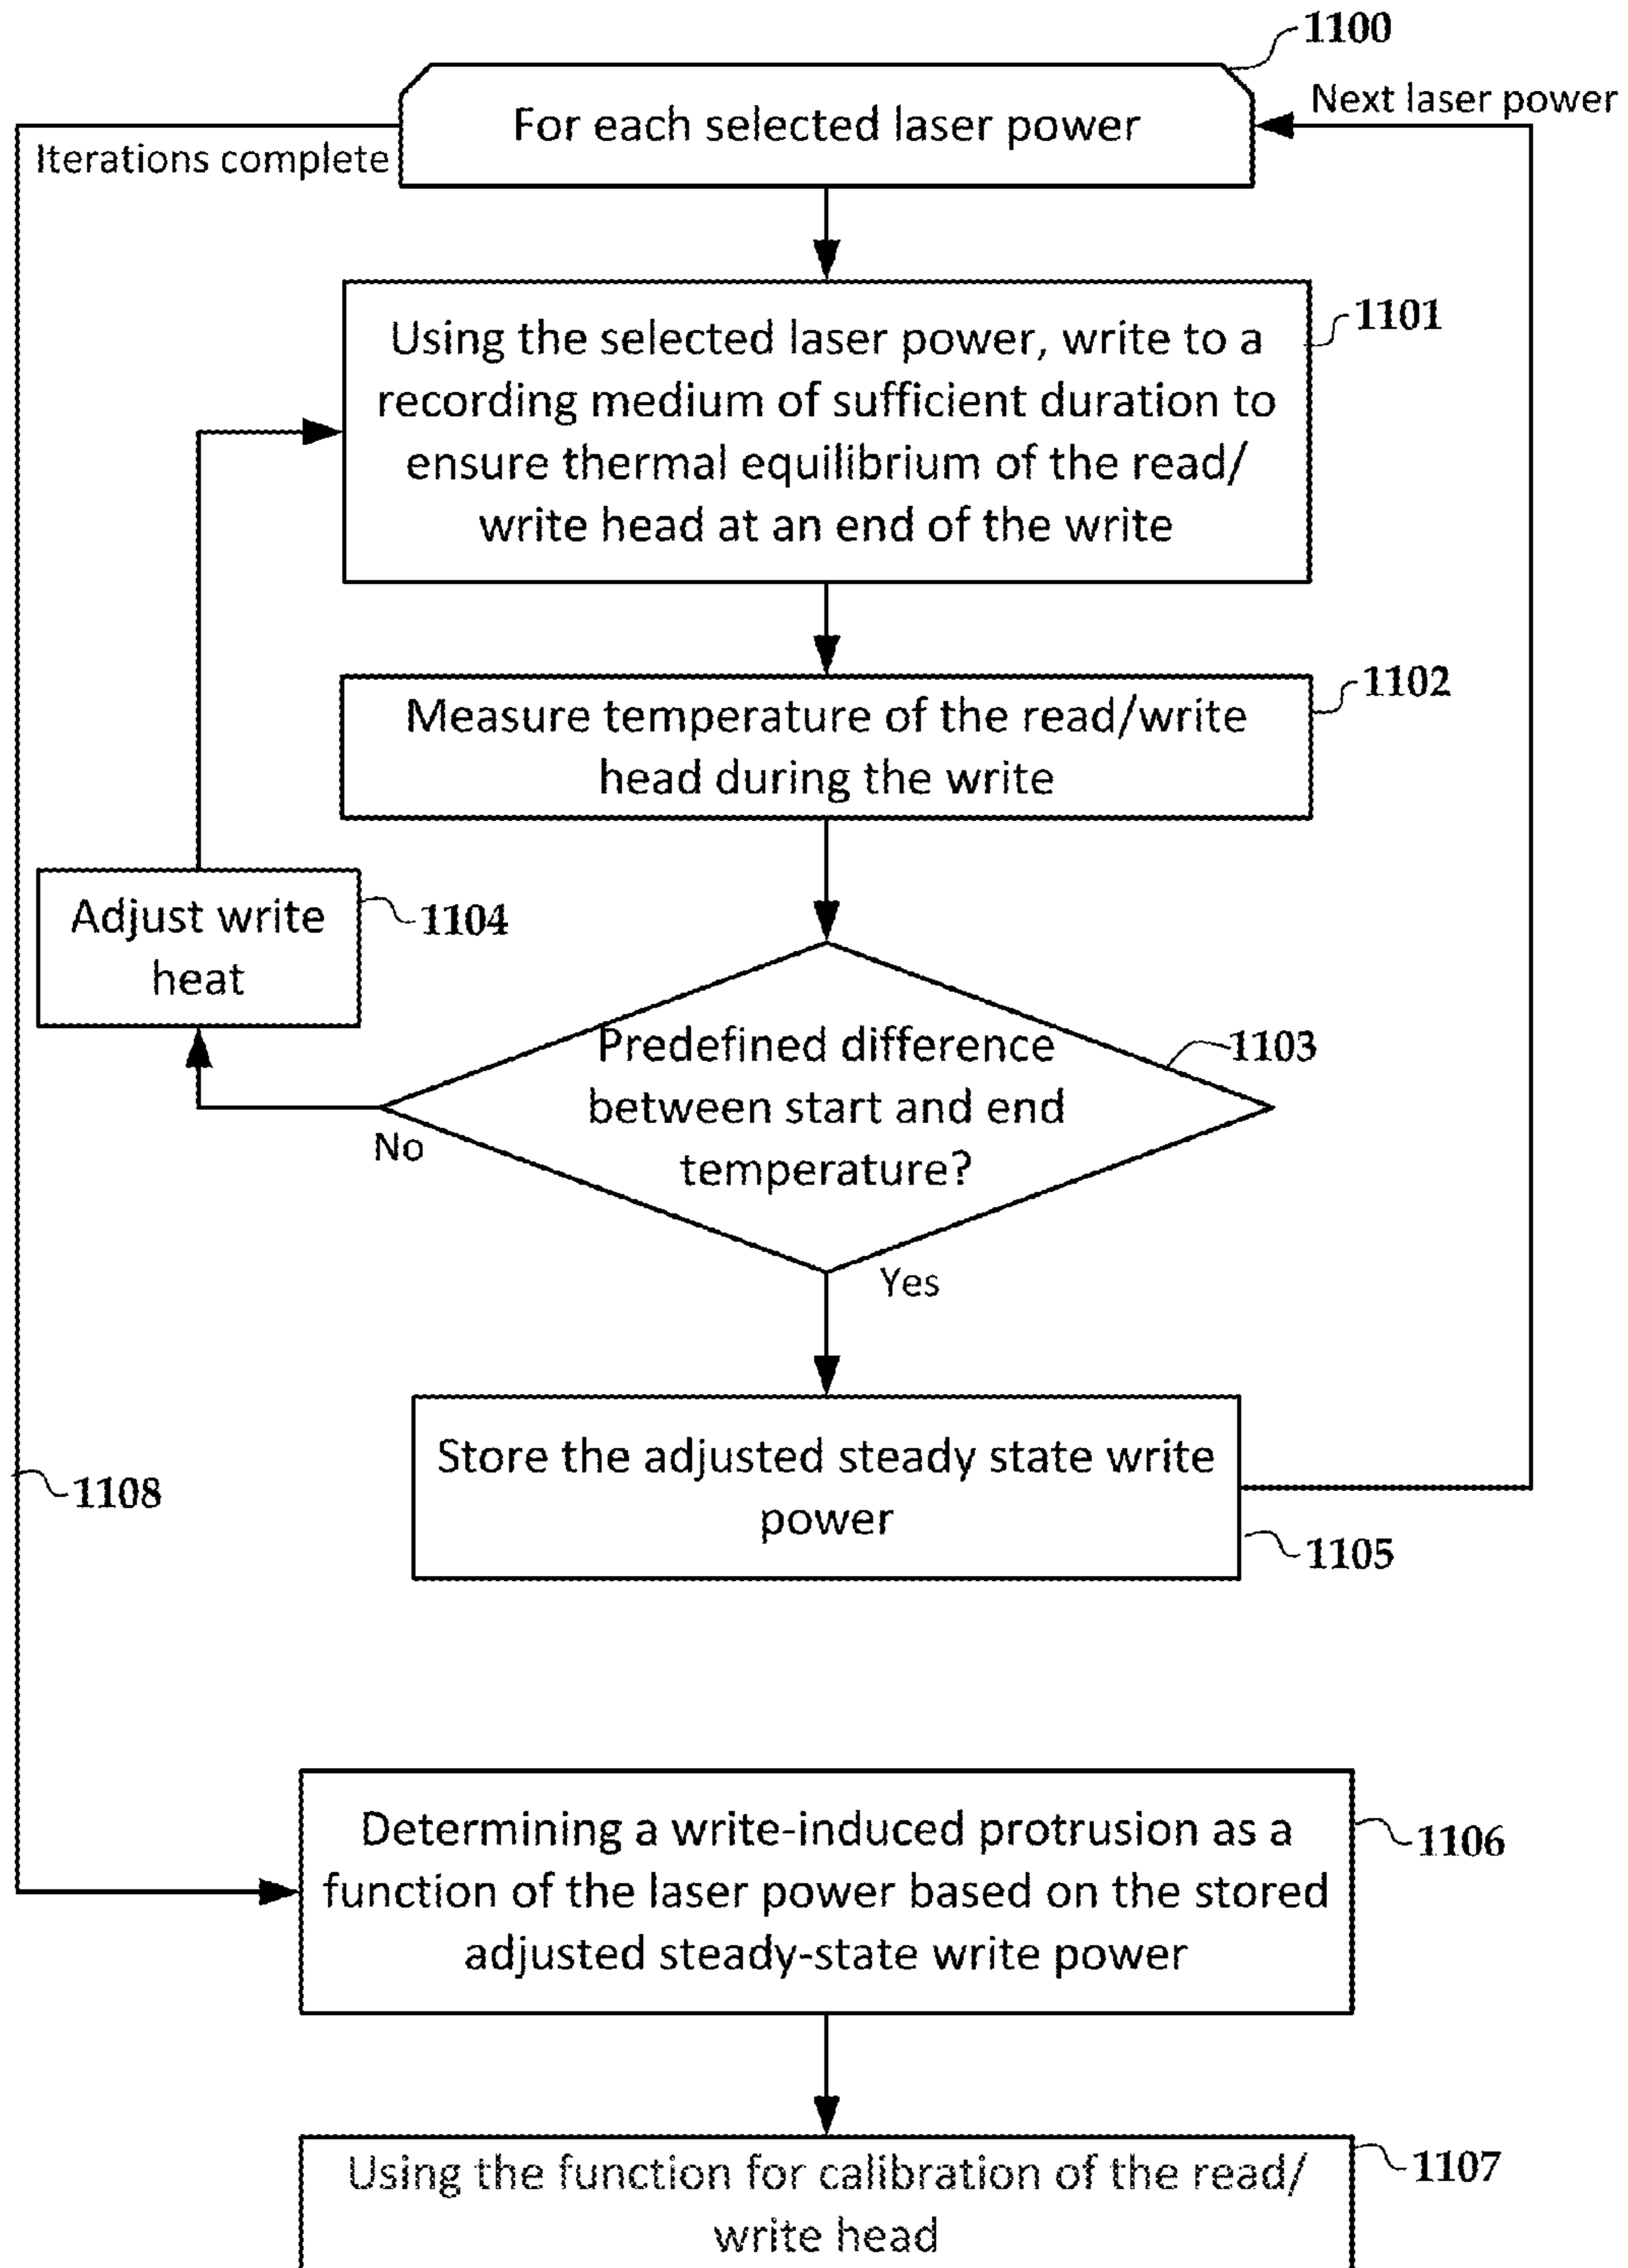 1100
Next laser power
For each selected laser power
Iterations complete
1101
Using the selected laser power, write to a
recording medium of sufficient duration to
ensure thermal equilibrium of the read/
write head at an end of the write
1102
Measure temperature of the read/write
head during the write
Adjust write
heat
1104
Predefined difference
between start and end
temperature?
1103
No
Yes
Store the adjusted steady state write
power
1108
1105
Determining a write-induced protrusion as a
function of the laser power based on the stored
adjusted steady-state write power
1106
Using the function for calibration of the read/
write head
1107